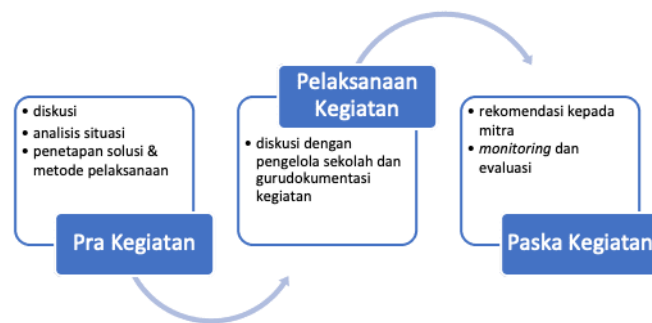 • diskusi
• analisis situasi
• penetapan solusi &
metode pelaksanaan
Pra Kegiatan
Pelaksanaan
Kegiatan
• diskusi dengan
pengelola sekolah dan
gurudokumentasi
kegiatan
• rekomendasi kepada
mitra
• monitoring dan
evaluasi
Paska Kegiatan